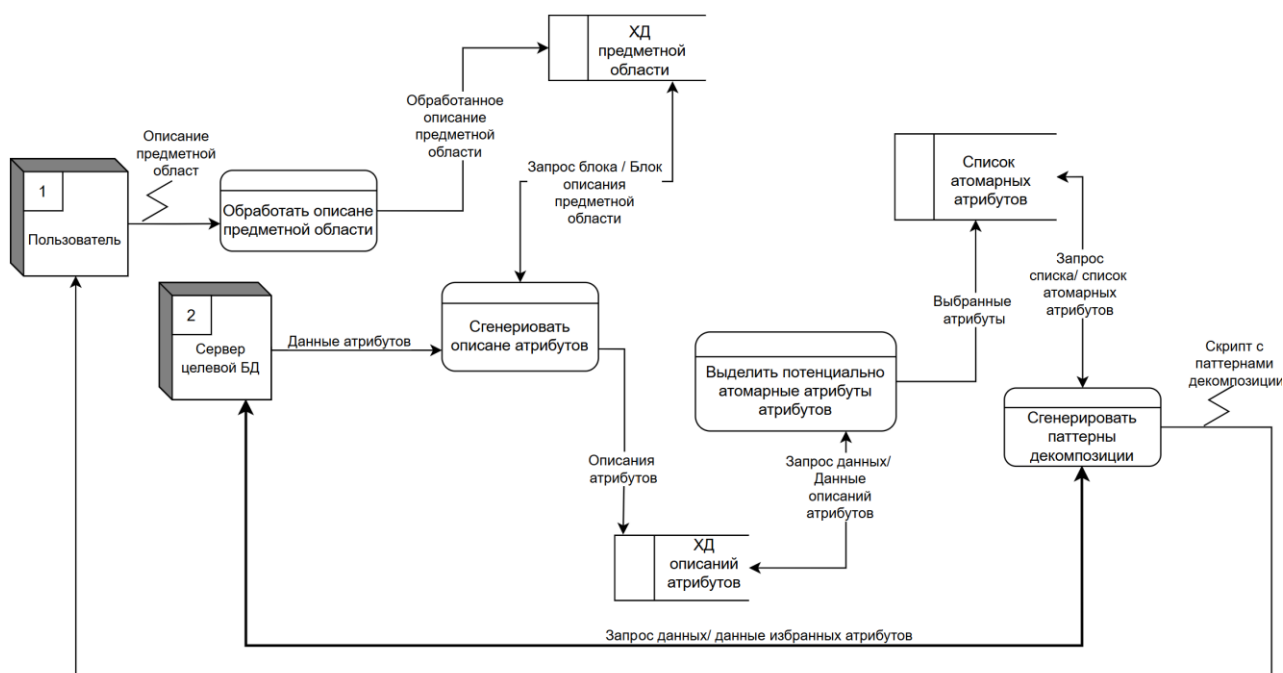 ХД
предметной
области
Обработанное
описание
предметной
области
Описание
предметной
област
1
Пользователь
Обработать описане
предметной области
Запрос блока / Блок
описания
предметной
области
Список
атомарных
атрибутов
2
Сервер
целевой БД
Данные атрибутов
Сгенериовать
описане атрибутов
Выбранные
атрибуты
Запрос
списка/ список
атомарных
атрибутов
Выделить потенциально
атомарные атрибуты
атрибутов
Скрипт с
паттернами
декомпозиции
Сгенерировать
паттерны
декомпозиции
Описания
атрибутов
Запрос данных/
Данные
описаний
атрибутов
ХД
описаний
атрибутов
Запрос данных/ данные избранных атрибутов